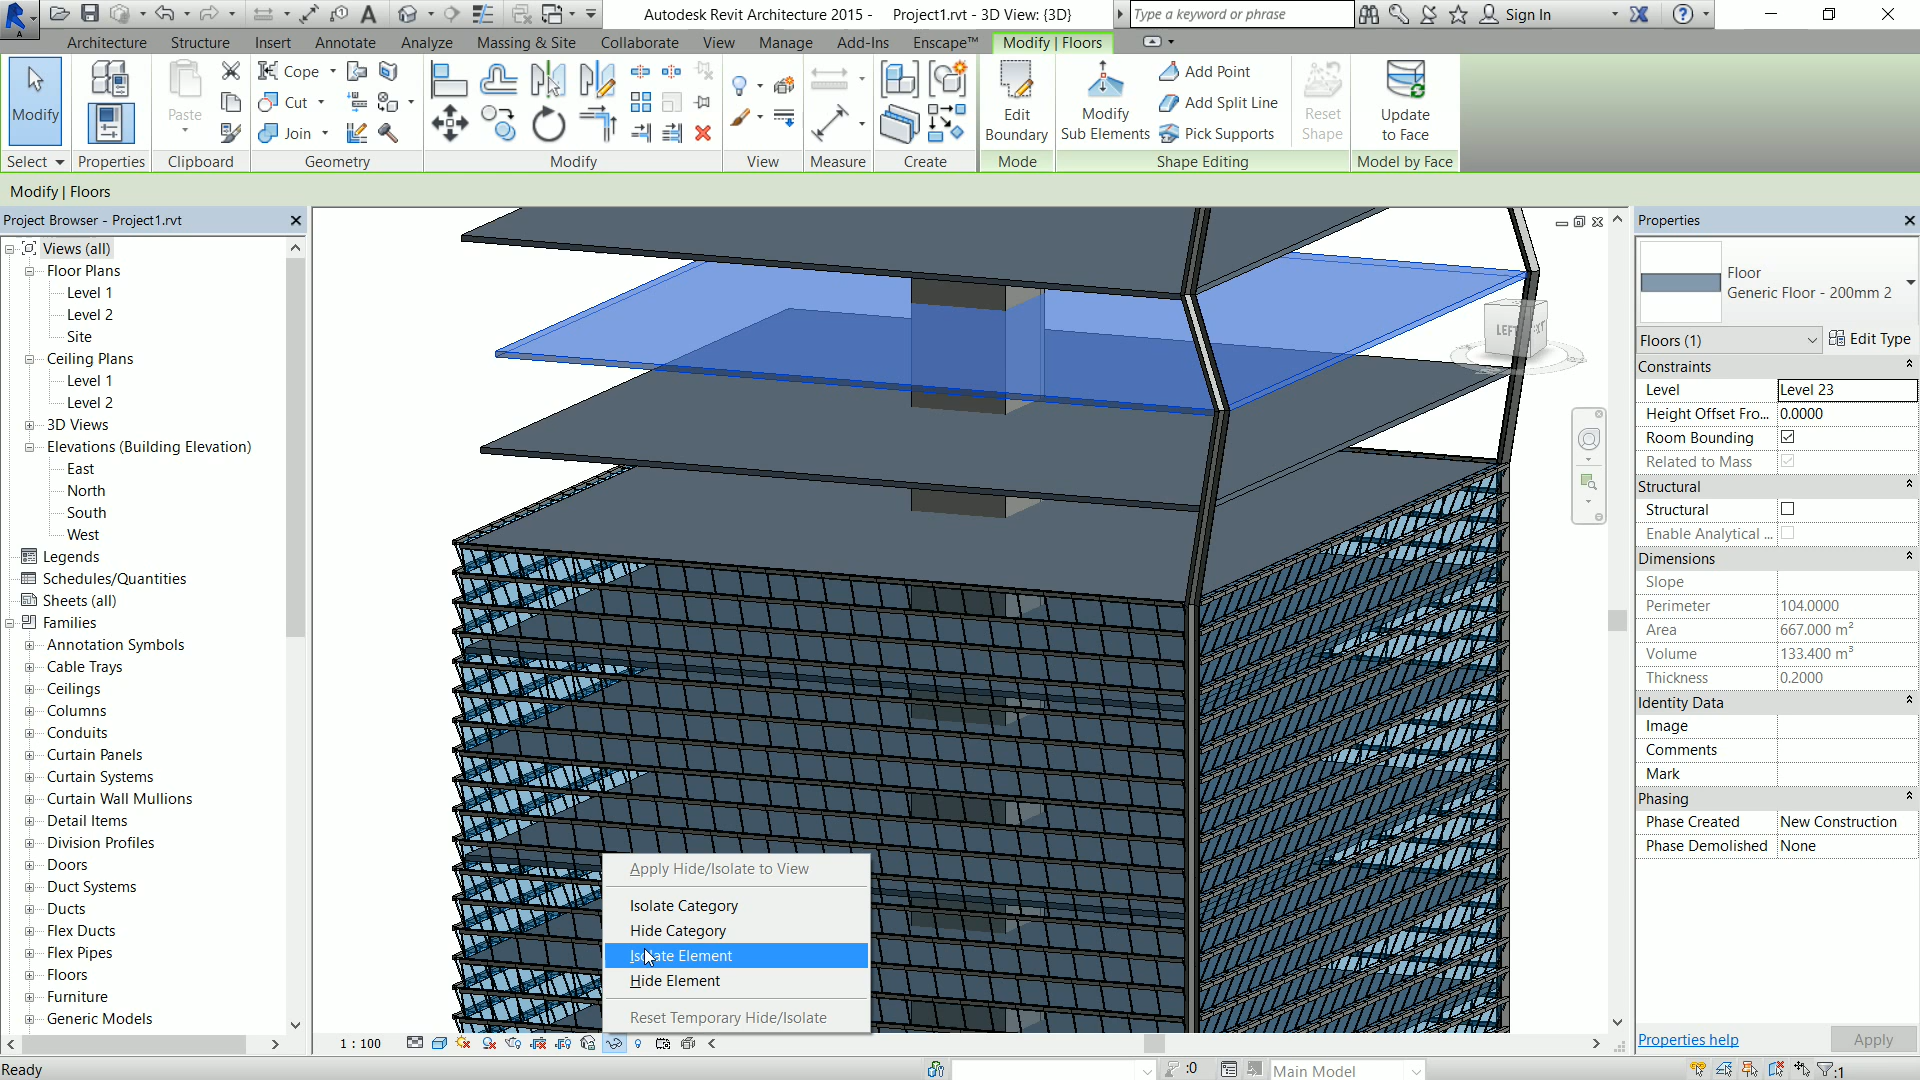 Autodesk Revit Architecture 2015 - Project1.rvt - 3D View: {3D}
Type a keyword or phrase
Sign In
Architecture Structure Insert Annotate Analyze Massing & Site Collaborate View Manage Add-Ins Enscape™ Modify | Floors
Modify
Paste
Cope
Cut
Join
Edit Boundary
Modify Sub Elements
Add Point
Add Split Line
Pick Supports
Reset Shape
Update to Face
Select Properties Clipboard Geometry Modify View Measure Create Mode Shape Editing Model by Face
Modify | Floors
Project Browser - Project1.rvt
Views (all)
Floor Plans
Level 1
Level 2
Site
Ceiling Plans
Level 1
Level 2
3D Views
Elevations (Building Elevation)
East
North
South
West
Legends
Schedules/Quantities
Sheets (all)
Families
Annotation Symbols
Cable Trays
Ceilings
Columns
Conduits
Curtain Panels
Curtain Systems
Curtain Wall Mullions
Detail Items
Division Profiles
Doors
Duct Systems
Ducts
Flex Ducts
Flex Pipes
Floors
Furniture
Generic Models
LEFT
Apply Hide/Isolate to View
Isolate Category
Hide Category
Isolate Element
Hide Element
Reset Temporary Hide/Isolate
1 : 100
Properties
Floor
Generic Floor - 200mm 2
Floors (1)
Edit Type
Constraints
Level Level 23
Height Offset Fro... 0.0000
Room Bounding
Related to Mass
Structural
Structural
Enable Analytical ...
Dimensions
Slope
Perimeter 104.0000
Area 667.000 m²
Volume 133.400 m³
Thickness 0.2000
Identity Data
Image
Comments
Mark
Phasing
Phase Created New Construction
Phase Demolished None
Properties help
Apply
Ready
:0
Main Model
:1